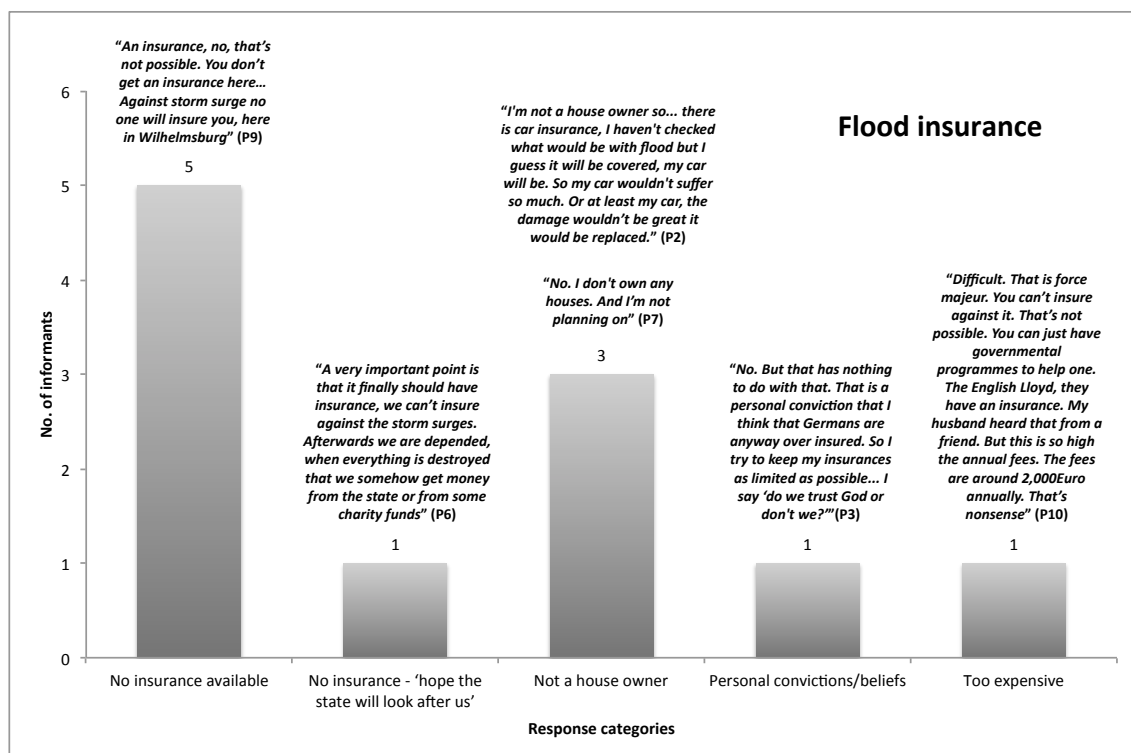 Flood insurance
No. of informants
6
5
4
3
2
1
0
“An insurance, no, that’s
not possible. You don’t
get an insurance here…
Against storm surge no
one will insure you, here
in Wilhelmsburg” (P9)
5
“A very important point is
that it finally should have
insurance, we can’t insure
against the storm surges.
Afterwards we are depended,
when everything is destroyed
that we somehow get money
from the state or from some
charity funds” (P6)
1
“I'm not a house owner so... there
is car insurance, I haven't checked
what would be with flood but I
guess it will be covered, my car
will be. So my car wouldn't suffer
so much. Or at least my car, the
damage wouldn’t be great it
would be replaced.” (P2)
“No. I don't own any
houses. And I’m not
planning on” (P7)
3
“No. But that has nothing
to do with that. That is a
personal conviction that I
think that Germans are
anyway over insured. So I
try to keep my insurances
as limited as possible... I
say ‘do we trust God or
don't we?’”(P3)
1
“Difficult. That is force
majeur. You can’t insure
against it. That’s not
possible. You can just have
governmental
programmes to help one.
The English Lloyd, they
have an insurance. My
husband heard that from a
friend. But this is so high
the annual fees. The fees
are around 2,000Euro
annually. That’s
nonsense” (P10)
1
No insurance available
No insurance - ‘hope the
state will look after us’
Not a house owner
Personal convictions/beliefs
Too expensive
Response categories